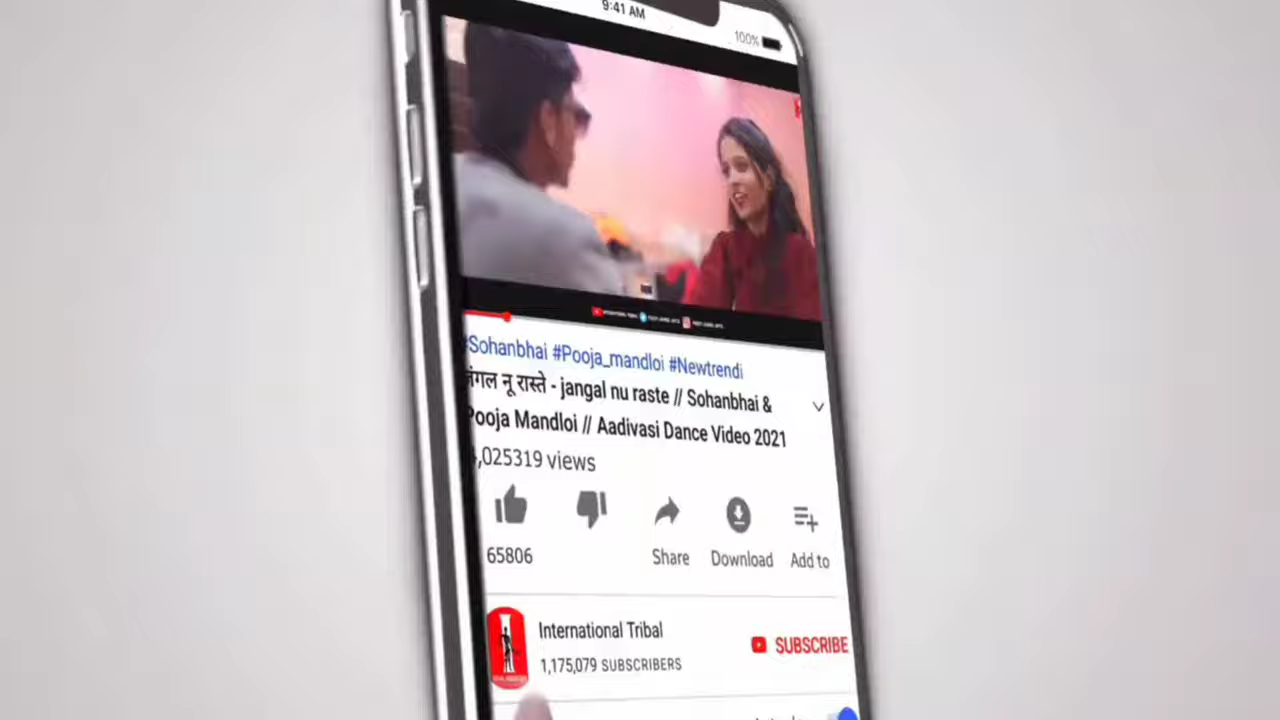 9:41 AM
100%
#Sohanbhai #Pooja_mandloi #Newtrendi
जंगल नू रास्ते - jangal nu raste // Sohanbhai &
Pooja Mandloi // Aadivasi Dance Video 2021
,025319 views
65806
Share
Download
Add to
International Tribal
SUBSCRIBE
1,175,079 SUBSCRIBERS